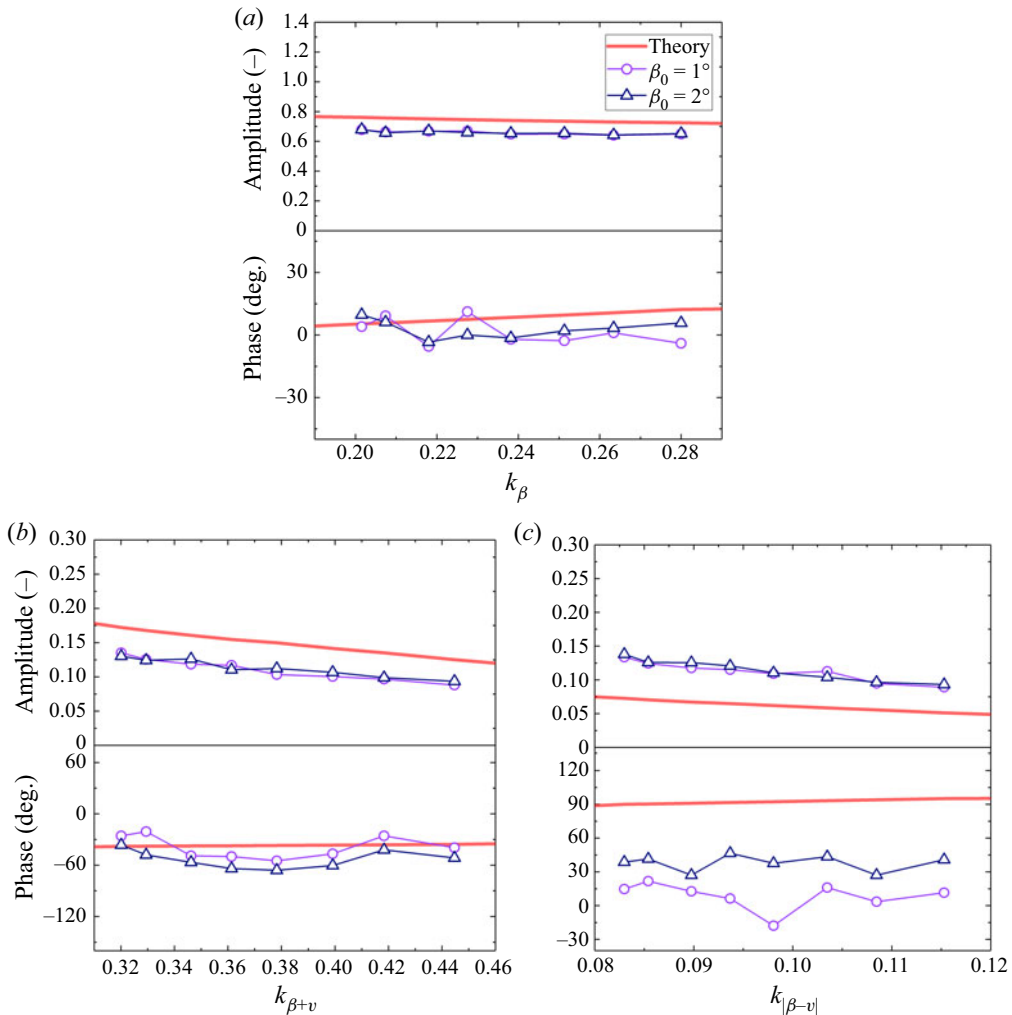 (a)
1.4
1.2
1.0
0.8
0.6
0.4
0.2
0
Amplitude (–)
Theory
β0 = 1°
β0 = 2°
30
0
–30
Phase (deg.)
0.20 0.22 0.24 0.26 0.28
kβ
(b)
0.30
0.25
0.20
0.15
0.10
0.05
0
Amplitude (–)
60
0
–60
–120
Phase (deg.)
0.32 0.34 0.36 0.38 0.40 0.42 0.44 0.46
kβ+v
(c)
0.30
0.25
0.20
0.15
0.10
0.05
0
120
90
60
30
0
–30
0.08 0.09 0.10 0.11 0.12
k|β–v|